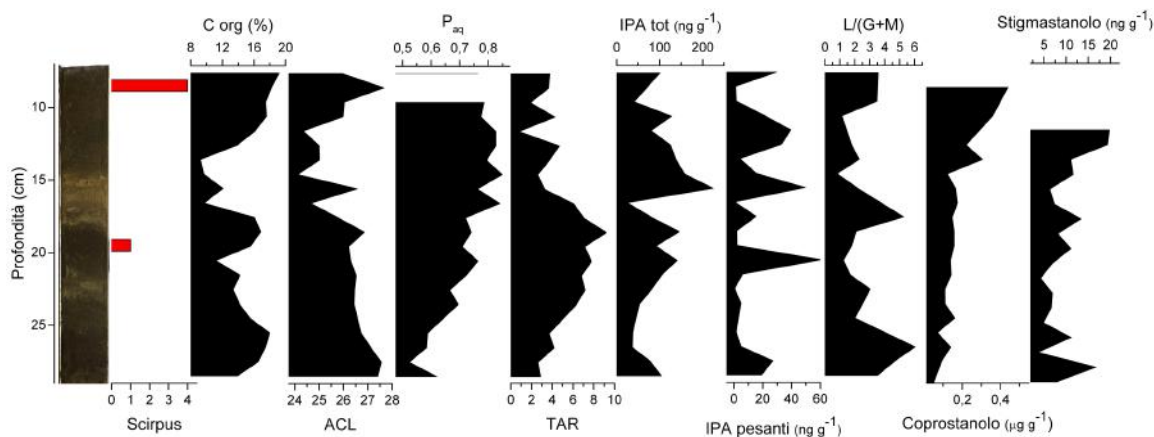 C org (%)
8 12 16 20
P aq
0,5 0,6 0,7 0,8
IPA tot (ng g-1)
0 100 200
L/(G+M)
0 1 2 3 4 5 6
Stigmastanolo (ng g-1)
5 10 15 20
Profondità (cm)
10
15
20
25
0 1 2 3 4
Scirpus
24 25 26 27 28
ACL
0 2 4 6 8 10
TAR
0 20 40 60
IPA pesanti (ng g-1)
0,2 0,4
Coprostanolo (µg g-1)